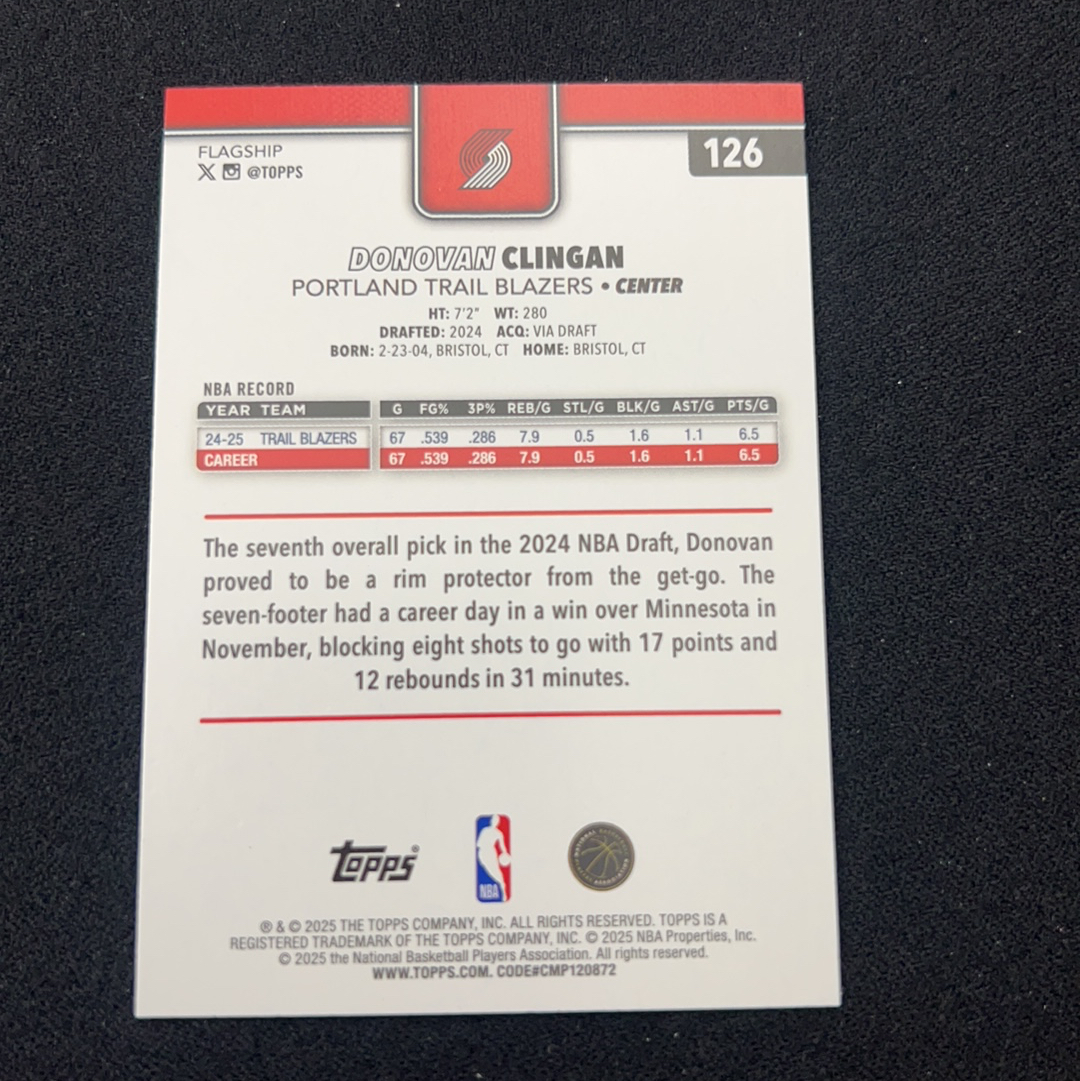 FLAGSHIP
126
X @TOPPS
DONOVAN CLINGAN
PORTLAND TRAIL BLAZERS • CENTER
HT: 7'2" WT: 280
DRAFTED: 2024 ACQ: VIA DRAFT
BORN: 2-23-04, BRISTOL, CT HOME: BRISTOL, CT
NBA RECORD
YEAR TEAM G FG% 3P% REB/G STL/G BLK/G AST/G PTS/G
24-25 TRAIL BLAZERS 67 .539 .286 7.9 0.5 1.6 1.1 6.5
CAREER 67 .539 .286 7.9 0.5 1.6 1.1 6.5
The seventh overall pick in the 2024 NBA Draft, Donovan
proved to be a rim protector from the get-go. The
seven-footer had a career day in a win over Minnesota in
November, blocking eight shots to go with 17 points and
12 rebounds in 31 minutes.
Topps®
NBA
® & © 2025 THE TOPPS COMPANY, INC. ALL RIGHTS RESERVED. TOPPS IS A
REGISTERED TRADEMARK OF THE TOPPS COMPANY, INC. © 2025 NBA Properties, Inc.
© 2025 the National Basketball Players Association. All rights reserved.
WWW.TOPPS.COM. CODE#CMP120872